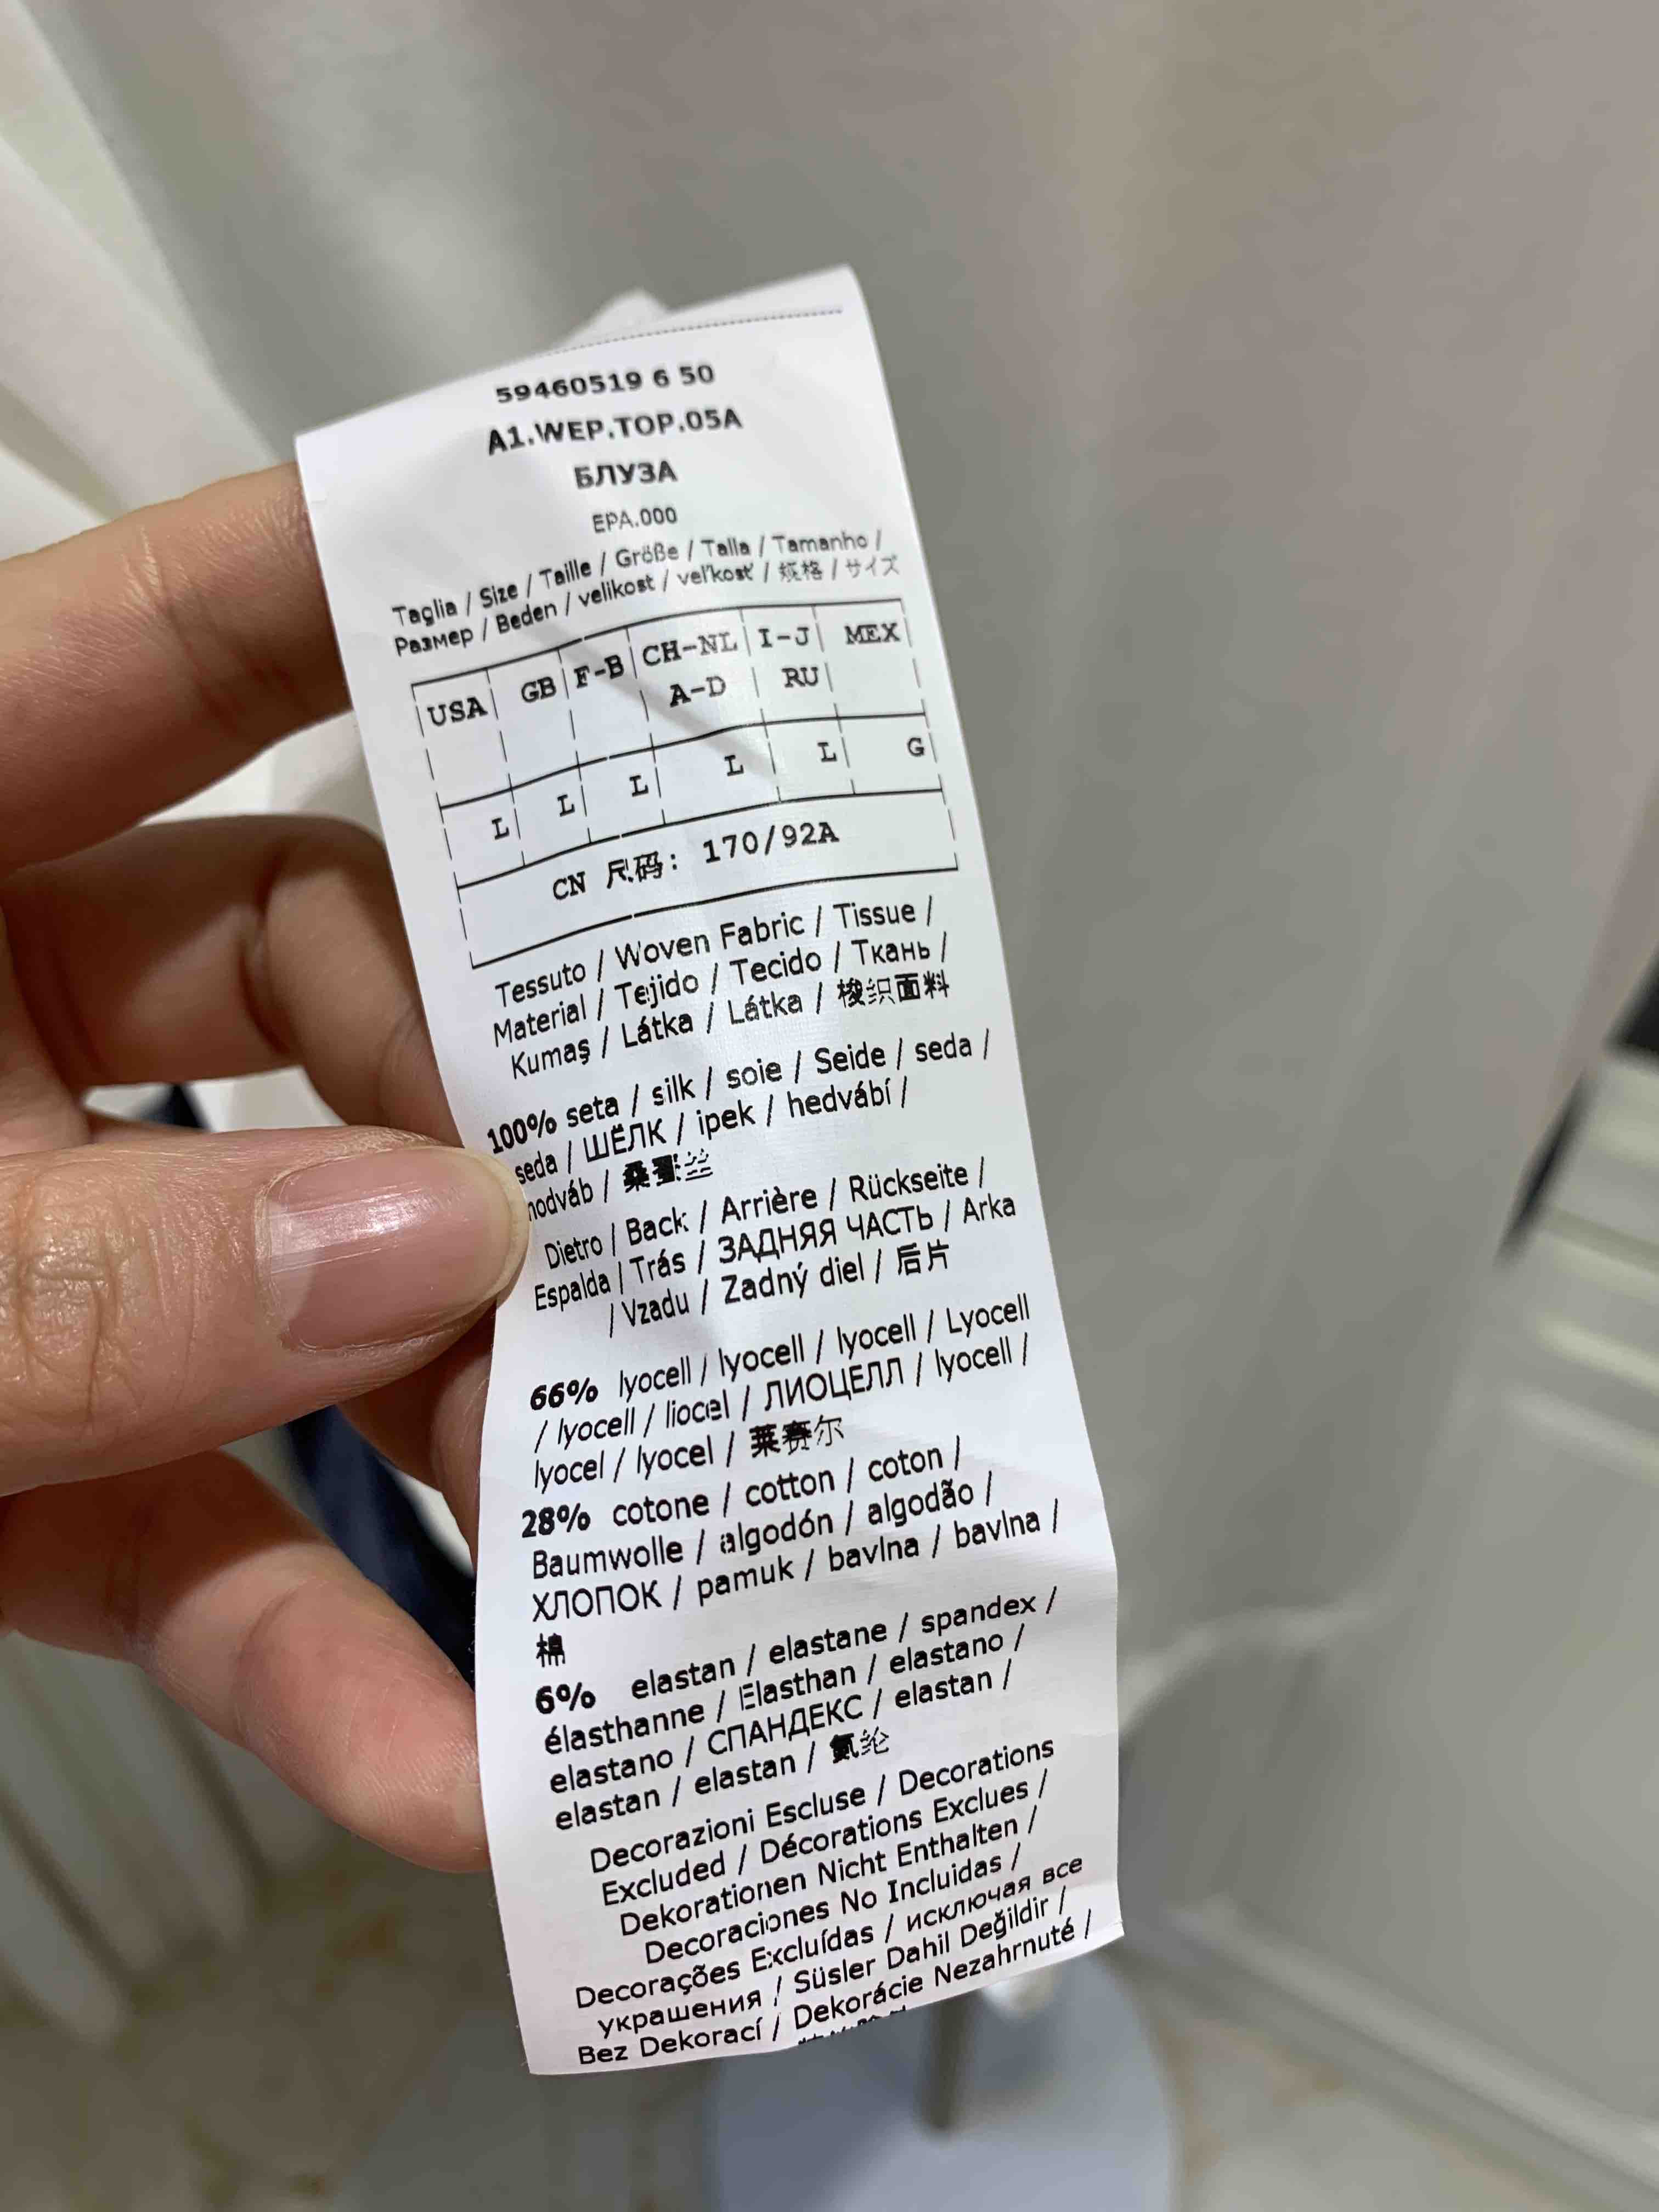 59460519 6 50
A1.WEP.TOP.05A
БЛУЗА
EPA.000
Taglia / Size / Taille / Größe / Talla / Tamanho /
Размер / Beden / velikost / veľkosť / 规格 / サイズ
USA GB F-B CH-NL I-J MEX
A-D RU
L L L L L G
CN 尺码: 170/92A
Tessuto / Woven Fabric / Tissue /
Material / Tejido / Tecido / Ткань /
Kumaş / Látka / Látka / 梭织面料
100% seta / silk / soie / Seide / seda /
seda / ШЁЛК / ipek / hedvábí /
hodváb / 桑蚕丝
Dietro / Back / Arrière / Rückseite /
Espalda / Trás / ЗАДНЯЯ ЧАСТЬ / Arka
/ Vzadu / Zadný diel / 后片
66% lyocell / lyocell / lyocell / Lyocell
/ lyocell / liocel / ЛИОЦЕЛЛ / lyocell /
lyocel / lyocel / 莱赛尔
28% cotone / cotton / coton /
Baumwolle / algodón / algodão /
ХЛОПОК / pamuk / bavlna / bavlna /
棉
6% elastan / elastane / spandex /
élasthanne / Elasthan / elastano /
elastano / СПАНДЕКС / elastan /
elastan / elastan / 氨纶
Decorazioni Escluse / Decorations
Excluded / Décorations Exclues /
Dekorationen Nicht Enthalten /
Decoraciones No Incluidas /
Decorações Excluídas / исключая все
украшения / Süsler Dahil Değildir /
Bez Dekorací / Dekorácie Nezahrnuté /